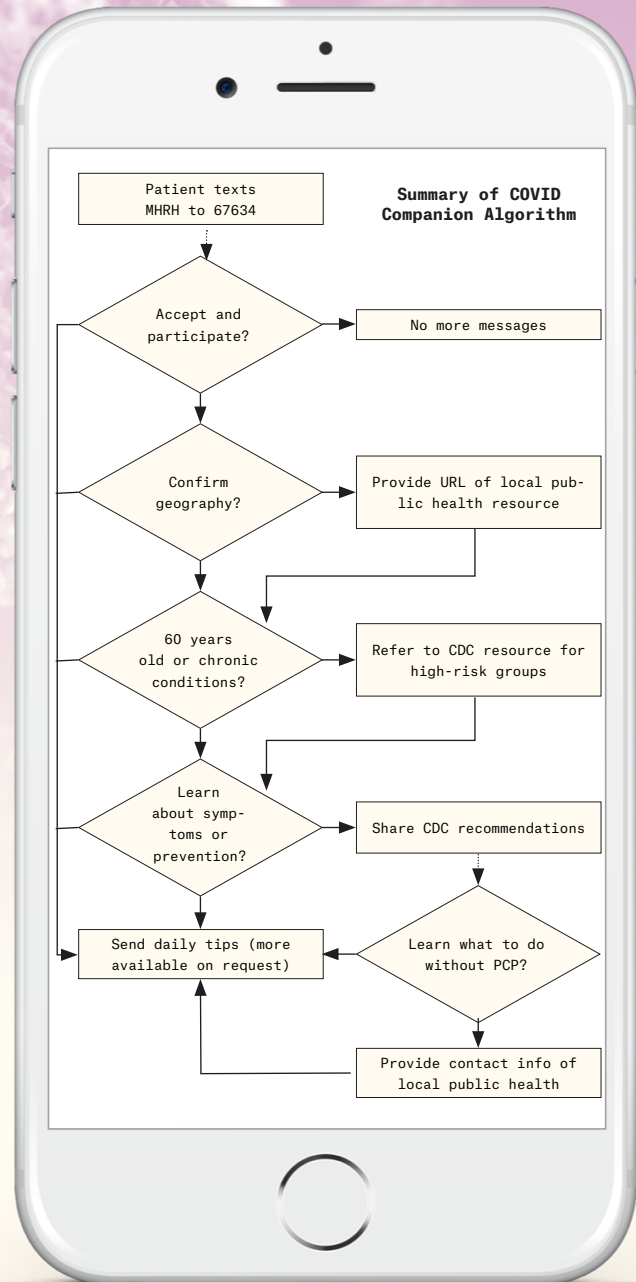 Patient texts
MHRH to 67634
Summary of COVID
Companion Algorithm
Accept and
participate?
No more messages
Confirm
geography?
Provide URL of local pub-
lic health resource
60 years
old or chronic
conditions?
Refer to CDC resource for
high-risk groups
Learn
about symp-
toms or
prevention?
Share CDC recommendations
Send daily tips (more
available on request)
Learn what to do
without PCP?
Provide contact info of
local public health